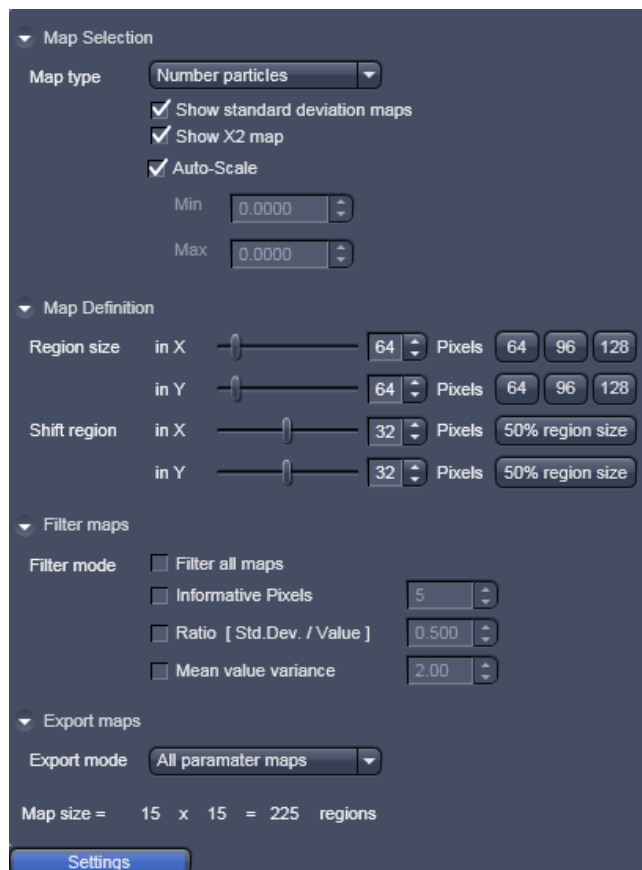 Map Selection
Map type Number particles
Show standard deviation maps
Show X2 map
Auto-Scale
Min 0.0000
Max 0.0000
Map Definition
Region size in X 64 Pixels 64 96 128
in Y 64 Pixels 64 96 128
Shift region in X 32 Pixels 50% region size
in Y 32 Pixels 50% region size
Filter maps
Filter mode Filter all maps
Informative Pixels 5
Ratio [ Std.Dev. / Value ] 0.500
Mean value variance 2.00
Export maps
Export mode All paramater maps
Map size = 15 x 15 = 225 regions
Settings